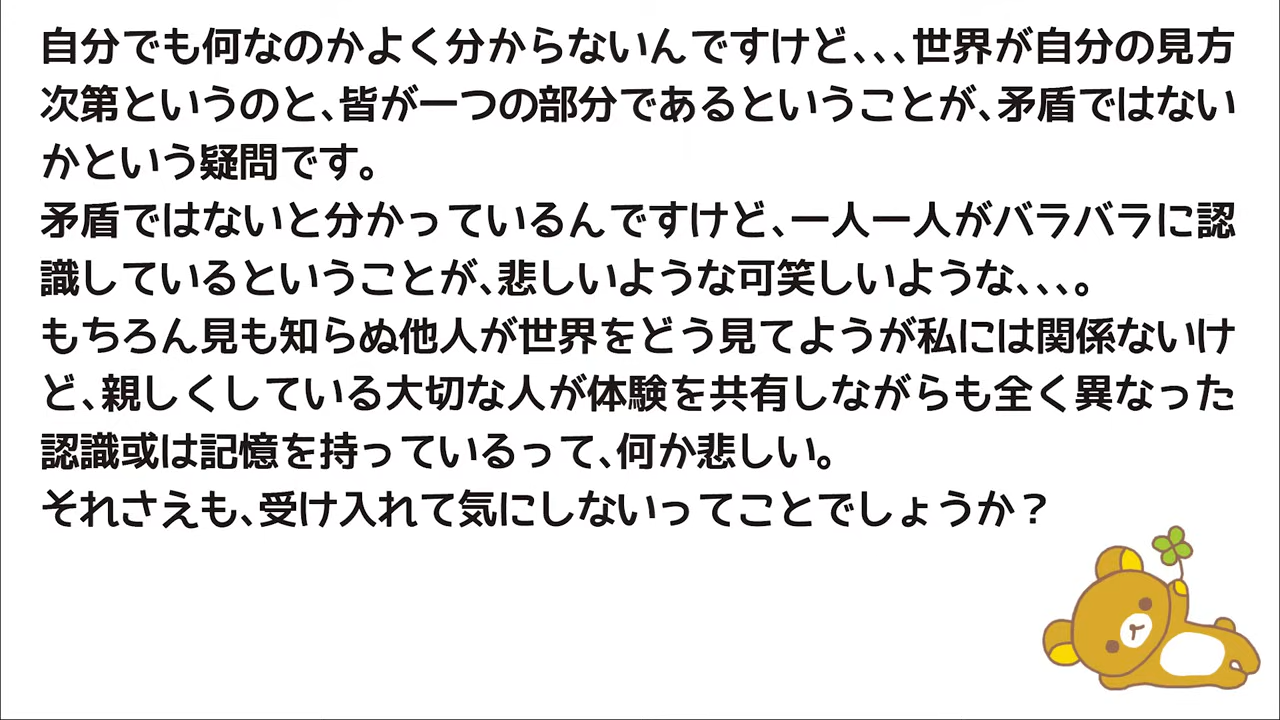 自分でも何なのかよく分からないんですけど、、、世界が自分の見方
次第というのと、皆が一つの部分であるということが、矛盾ではない
かという疑問です。
矛盾ではないと分かっているんですけど、一人一人がバラバラに認
識しているということが、悲しいような可笑しいような、、、。
もちろん見も知らぬ他人が世界をどう見てようが私には関係ないけ
ど、親しくしている大切な人が体験を共有しながらも全く異なった
認識或は記憶を持っているって、何か悲しい。
それさえも、受け入れて気にしないってことでしょうか？